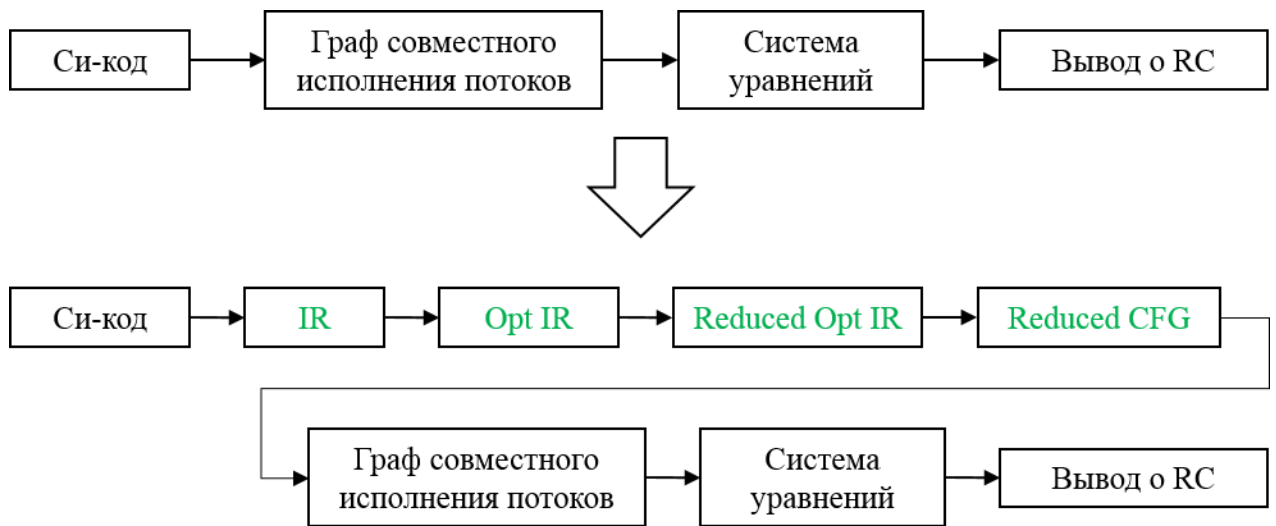 Си-код
Граф совместного
исполнения потоков
Система
уравнений
Вывод о RC
Си-код
IR
Opt IR
Reduced Opt IR
Reduced CFG
Граф совместного
исполнения потоков
Система
уравнений
Вывод о RC